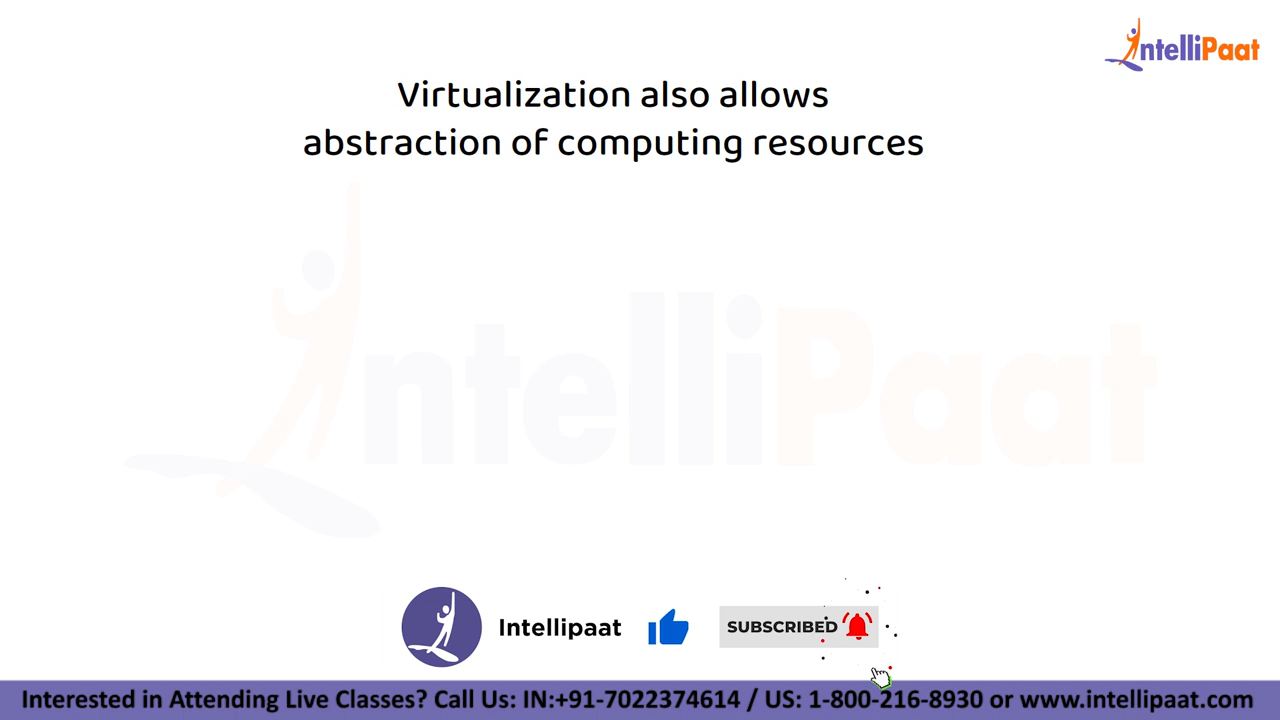 IntelliPaat
Virtualization also allows
abstraction of computing resources
IntelliPaat
Intellipaat
SUBSCRIBED
Interested in Attending Live Classes? Call Us: IN:+91-7022374614 / US: 1-800-216-8930 or www.intellipaat.com